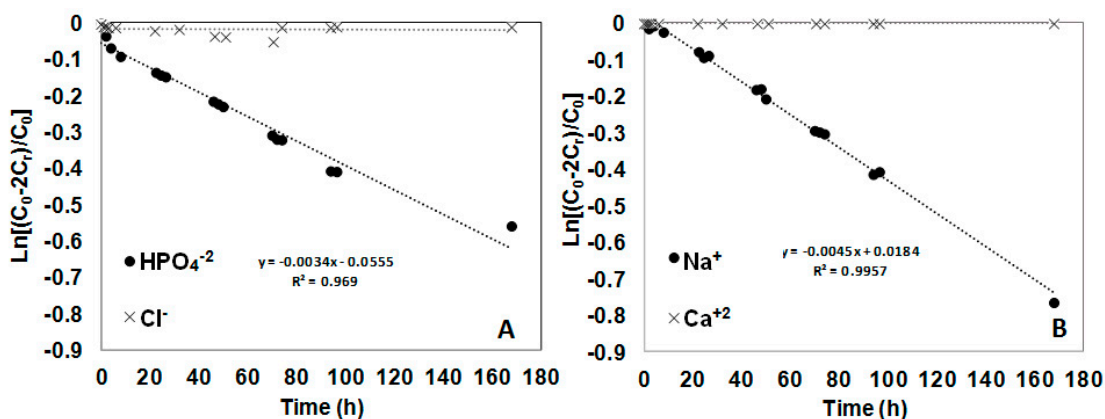 0
-0.1
-0.2
-0.3
-0.4
-0.5
-0.6
-0.7
-0.8
-0.9
Ln[(C₀-2Cᵣ)/C₀]
HPO₄⁻²
Cl⁻
y = -0.0034x - 0.0555
R² = 0.969
A
0 20 40 60 80 100 120 140 160 180
Time (h)
0
-0.1
-0.2
-0.3
-0.4
-0.5
-0.6
-0.7
-0.8
-0.9
Ln[(C₀-2Cᵣ)/C₀]
Na⁺
Ca⁺²
y = -0.0045x + 0.0184
R² = 0.9957
B
0 20 40 60 80 100 120 140 160 180
Time (h)